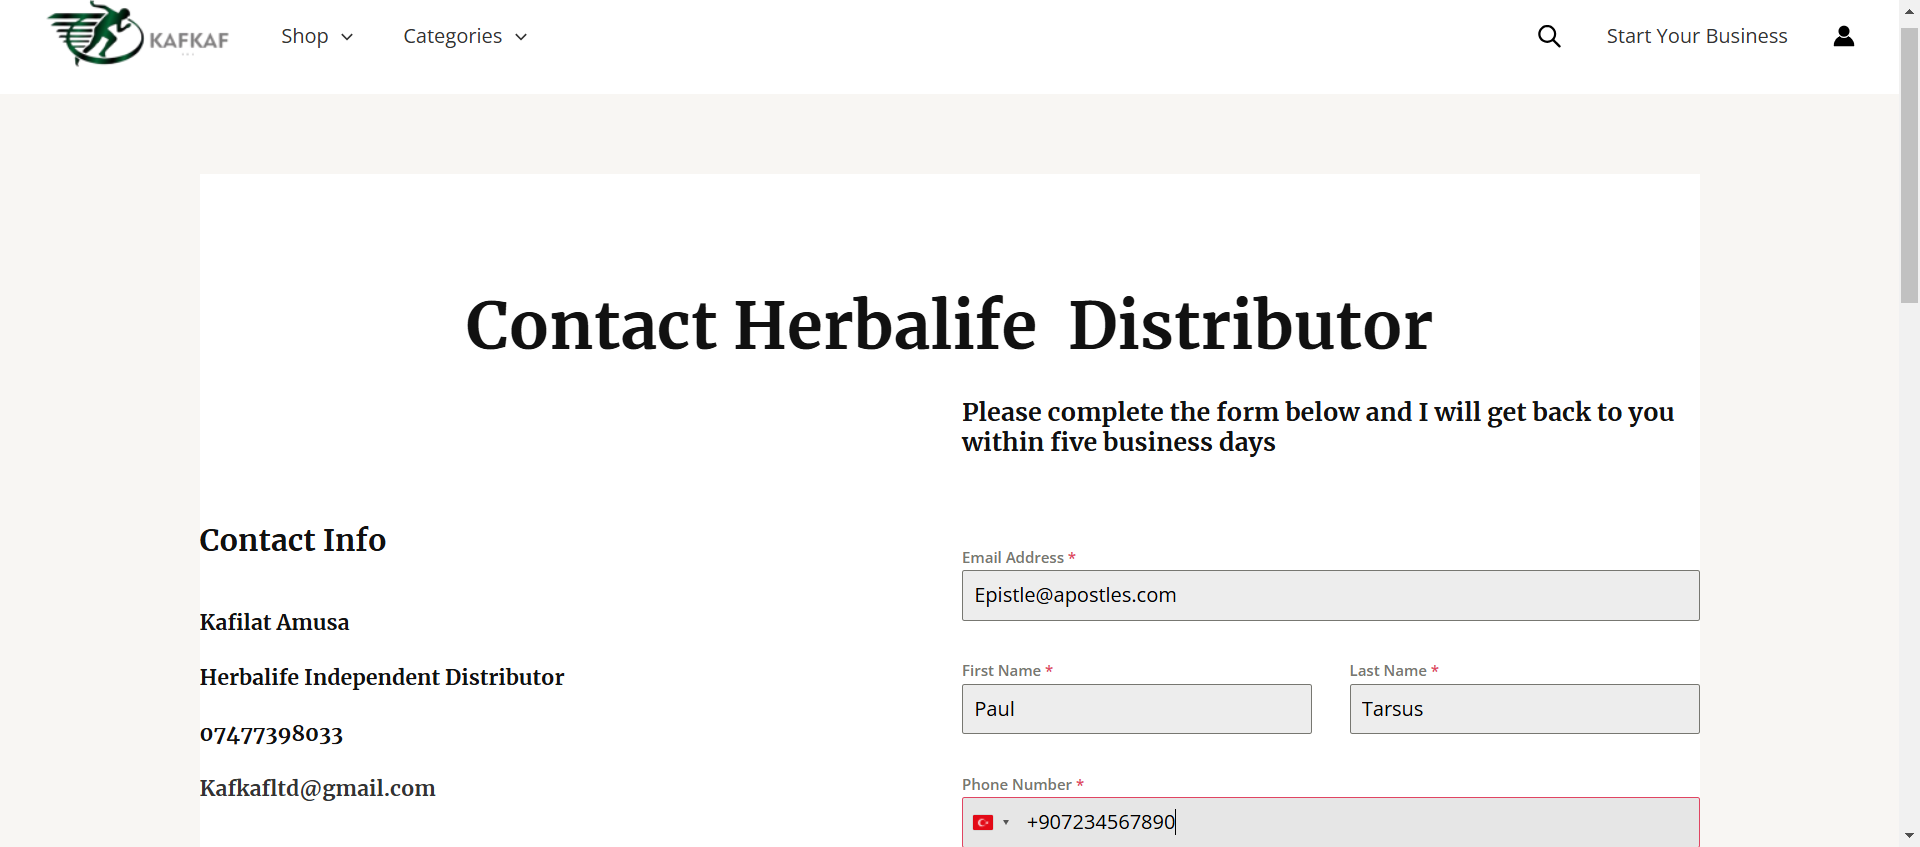 KAFKAF
Shop
Categories
Start Your Business
Contact Herbalife Distributor
Please complete the form below and I will get back to you
within five business days
Contact Info
Kafilat Amusa
Herbalife Independent Distributor
07477398033
Kafkafltd@gmail.com
Email Address *
Epistle@apostles.com
First Name *
Last Name *
Paul
Tarsus
Phone Number *
+907234567890